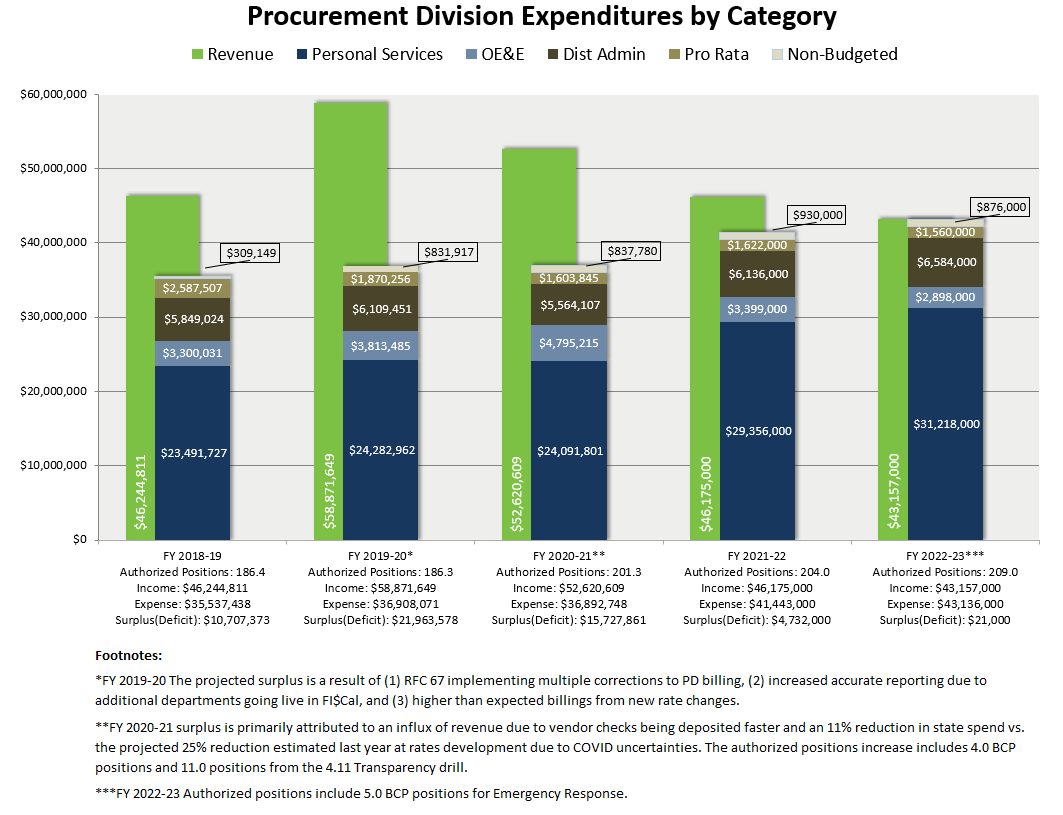 Procurement Division Expenditures by Category
Revenue Personal Services OE&E Dist Admin Pro Rata Non-Budgeted
$60,000,000
$50,000,000
$40,000,000
$30,000,000
$20,000,000
$10,000,000
$0
$46,244,811
$309,149
$2,587,507
$5,849,024
$3,300,031
$23,491,727
$58,871,649
$831,917
$1,870,256
$6,109,451
$3,813,485
$24,282,962
$52,620,609
$837,780
$1,603,845
$5,564,107
$4,795,215
$24,091,801
$46,175,000
$930,000
$1,622,000
$6,136,000
$3,399,000
$29,356,000
$43,157,000
$876,000
$1,560,000
$6,584,000
$2,898,000
$31,218,000
FY 2018-19
Authorized Positions: 186.4
Income: $46,244,811
Expense: $35,537,438
Surplus(Deficit): $10,707,373
FY 2019-20*
Authorized Positions: 186.3
Income: $58,871,649
Expense: $36,908,071
Surplus(Deficit): $21,963,578
FY 2020-21**
Authorized Positions: 201.3
Income: $52,620,609
Expense: $36,892,748
Surplus(Deficit): $15,727,861
FY 2021-22
Authorized Positions: 204.0
Income: $46,175,000
Expense: $41,443,000
Surplus(Deficit): $4,732,000
FY 2022-23***
Authorized Positions: 209.0
Income: $43,157,000
Expense: $43,136,000
Surplus(Deficit): $21,000
Footnotes:
*FY 2019-20 The projected surplus is a result of (1) RFC 67 implementing multiple corrections to PD billing, (2) increased accurate reporting due to
additional departments going live in FI$Cal, and (3) higher than expected billings from new rate changes.
**FY 2020-21 surplus is primarily attributed to an influx of revenue due to vendor checks being deposited faster and an 11% reduction in state spend vs.
the projected 25% reduction estimated last year at rates development due to COVID uncertainties. The authorized positions increase includes 4.0 BCP
positions and 11.0 positions from the 4.11 Transparency drill.
***FY 2022-23 Authorized positions include 5.0 BCP positions for Emergency Response.